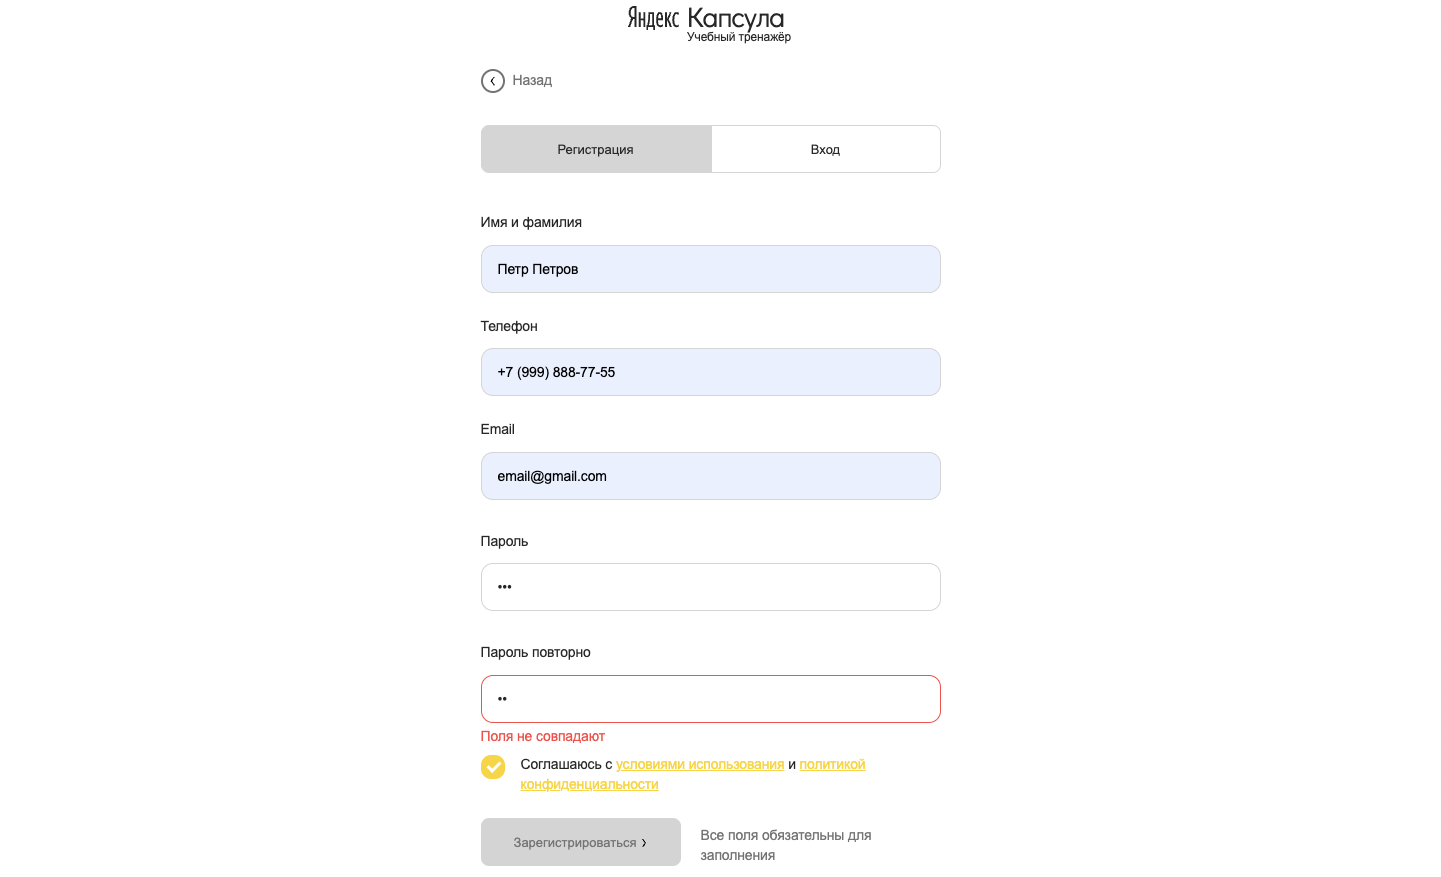 Яндекс Капсула
Учебный тренажёр
Назад
Регистрация Вход
Имя и фамилия
Петр Петров
Телефон
+7 (999) 888-77-55
Email
email@gmail.com
Пароль
•••
Пароль повторно
••
Поля не совпадают
Соглашаюсь с условиями использования и политикой
конфиденциальности
Зарегистрироваться
Все поля обязательны для
заполнения